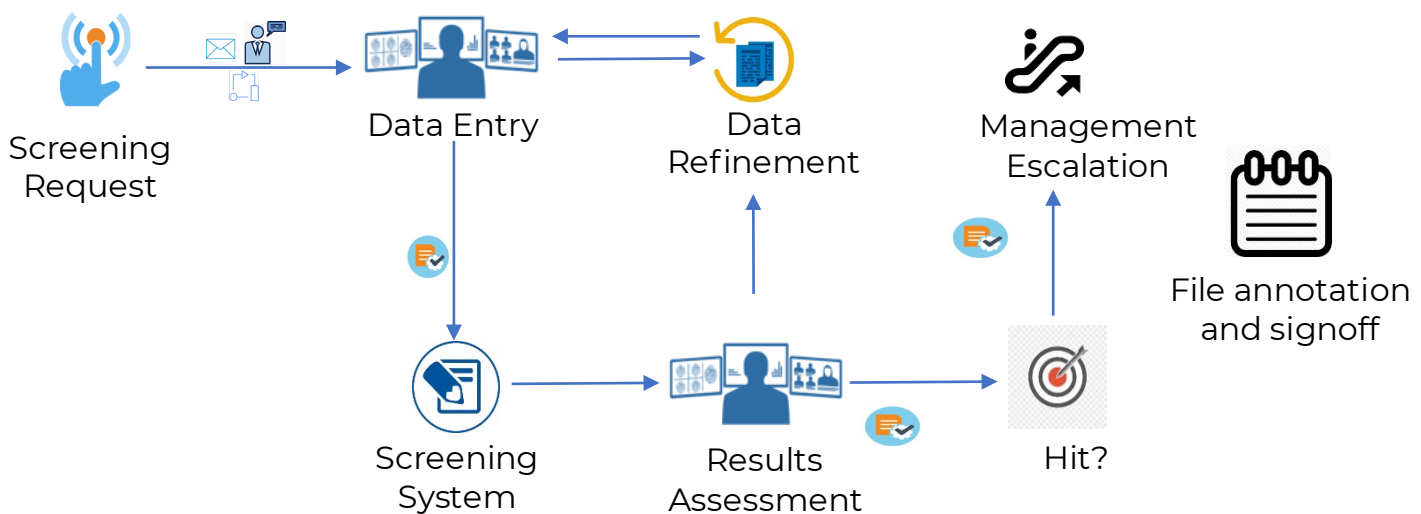 Screening
Request
Data Entry
Data
Refinement
Management
Escalation
File annotation
and signoff
Screening
System
Results
Assessment
Hit?